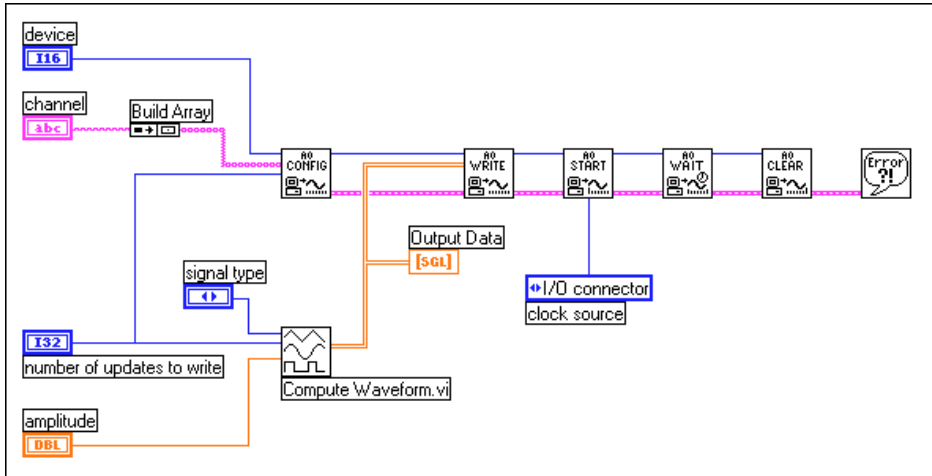 device
I16
channel
abc
Build Array
AO
CONFIG
AO
WRITE
AO
START
AO
WAIT
AO
CLEAR
Error
?!
Output Data
[SGL]
signal type
I/O connector
clock source
I32
number of updates to write
Compute Waveform.vi
amplitude
DBL